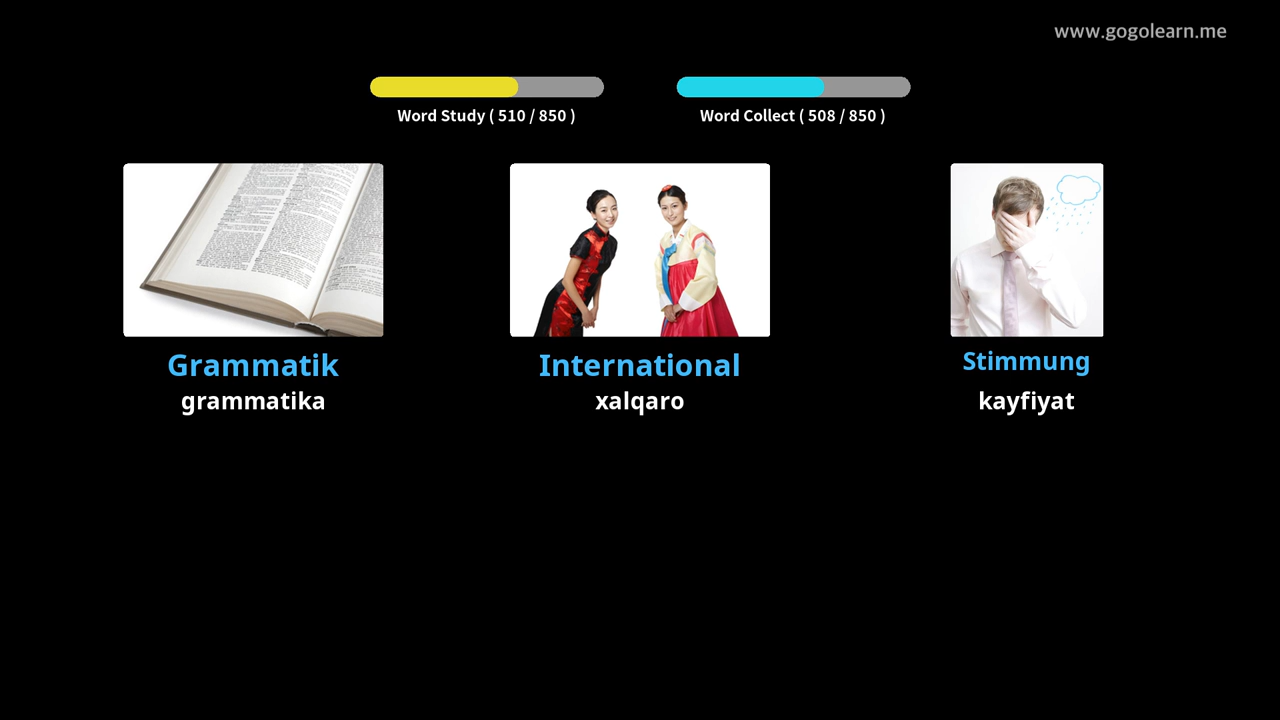 www.gogolearn.me
Word Study ( 510 / 850 )
Word Collect ( 508 / 850 )
Grammatik
grammatika
International
xalqaro
Stimmung
kayfiyat